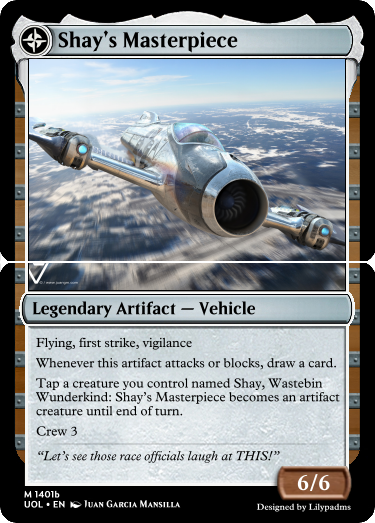 Shay's Masterpiece
Legendary Artifact — Vehicle
Flying, first strike, vigilance
Whenever this artifact attacks or blocks, draw a card.
Tap a creature you control named Shay, Wastebin
Wunderkind: Shay's Masterpiece becomes an artifact
creature until end of turn.
Crew 3
“Let's see those race officials laugh at THIS!”
6/6
M 1401b
UOL • EN Juan Garcia Mansilla
Designed by Lilypadms